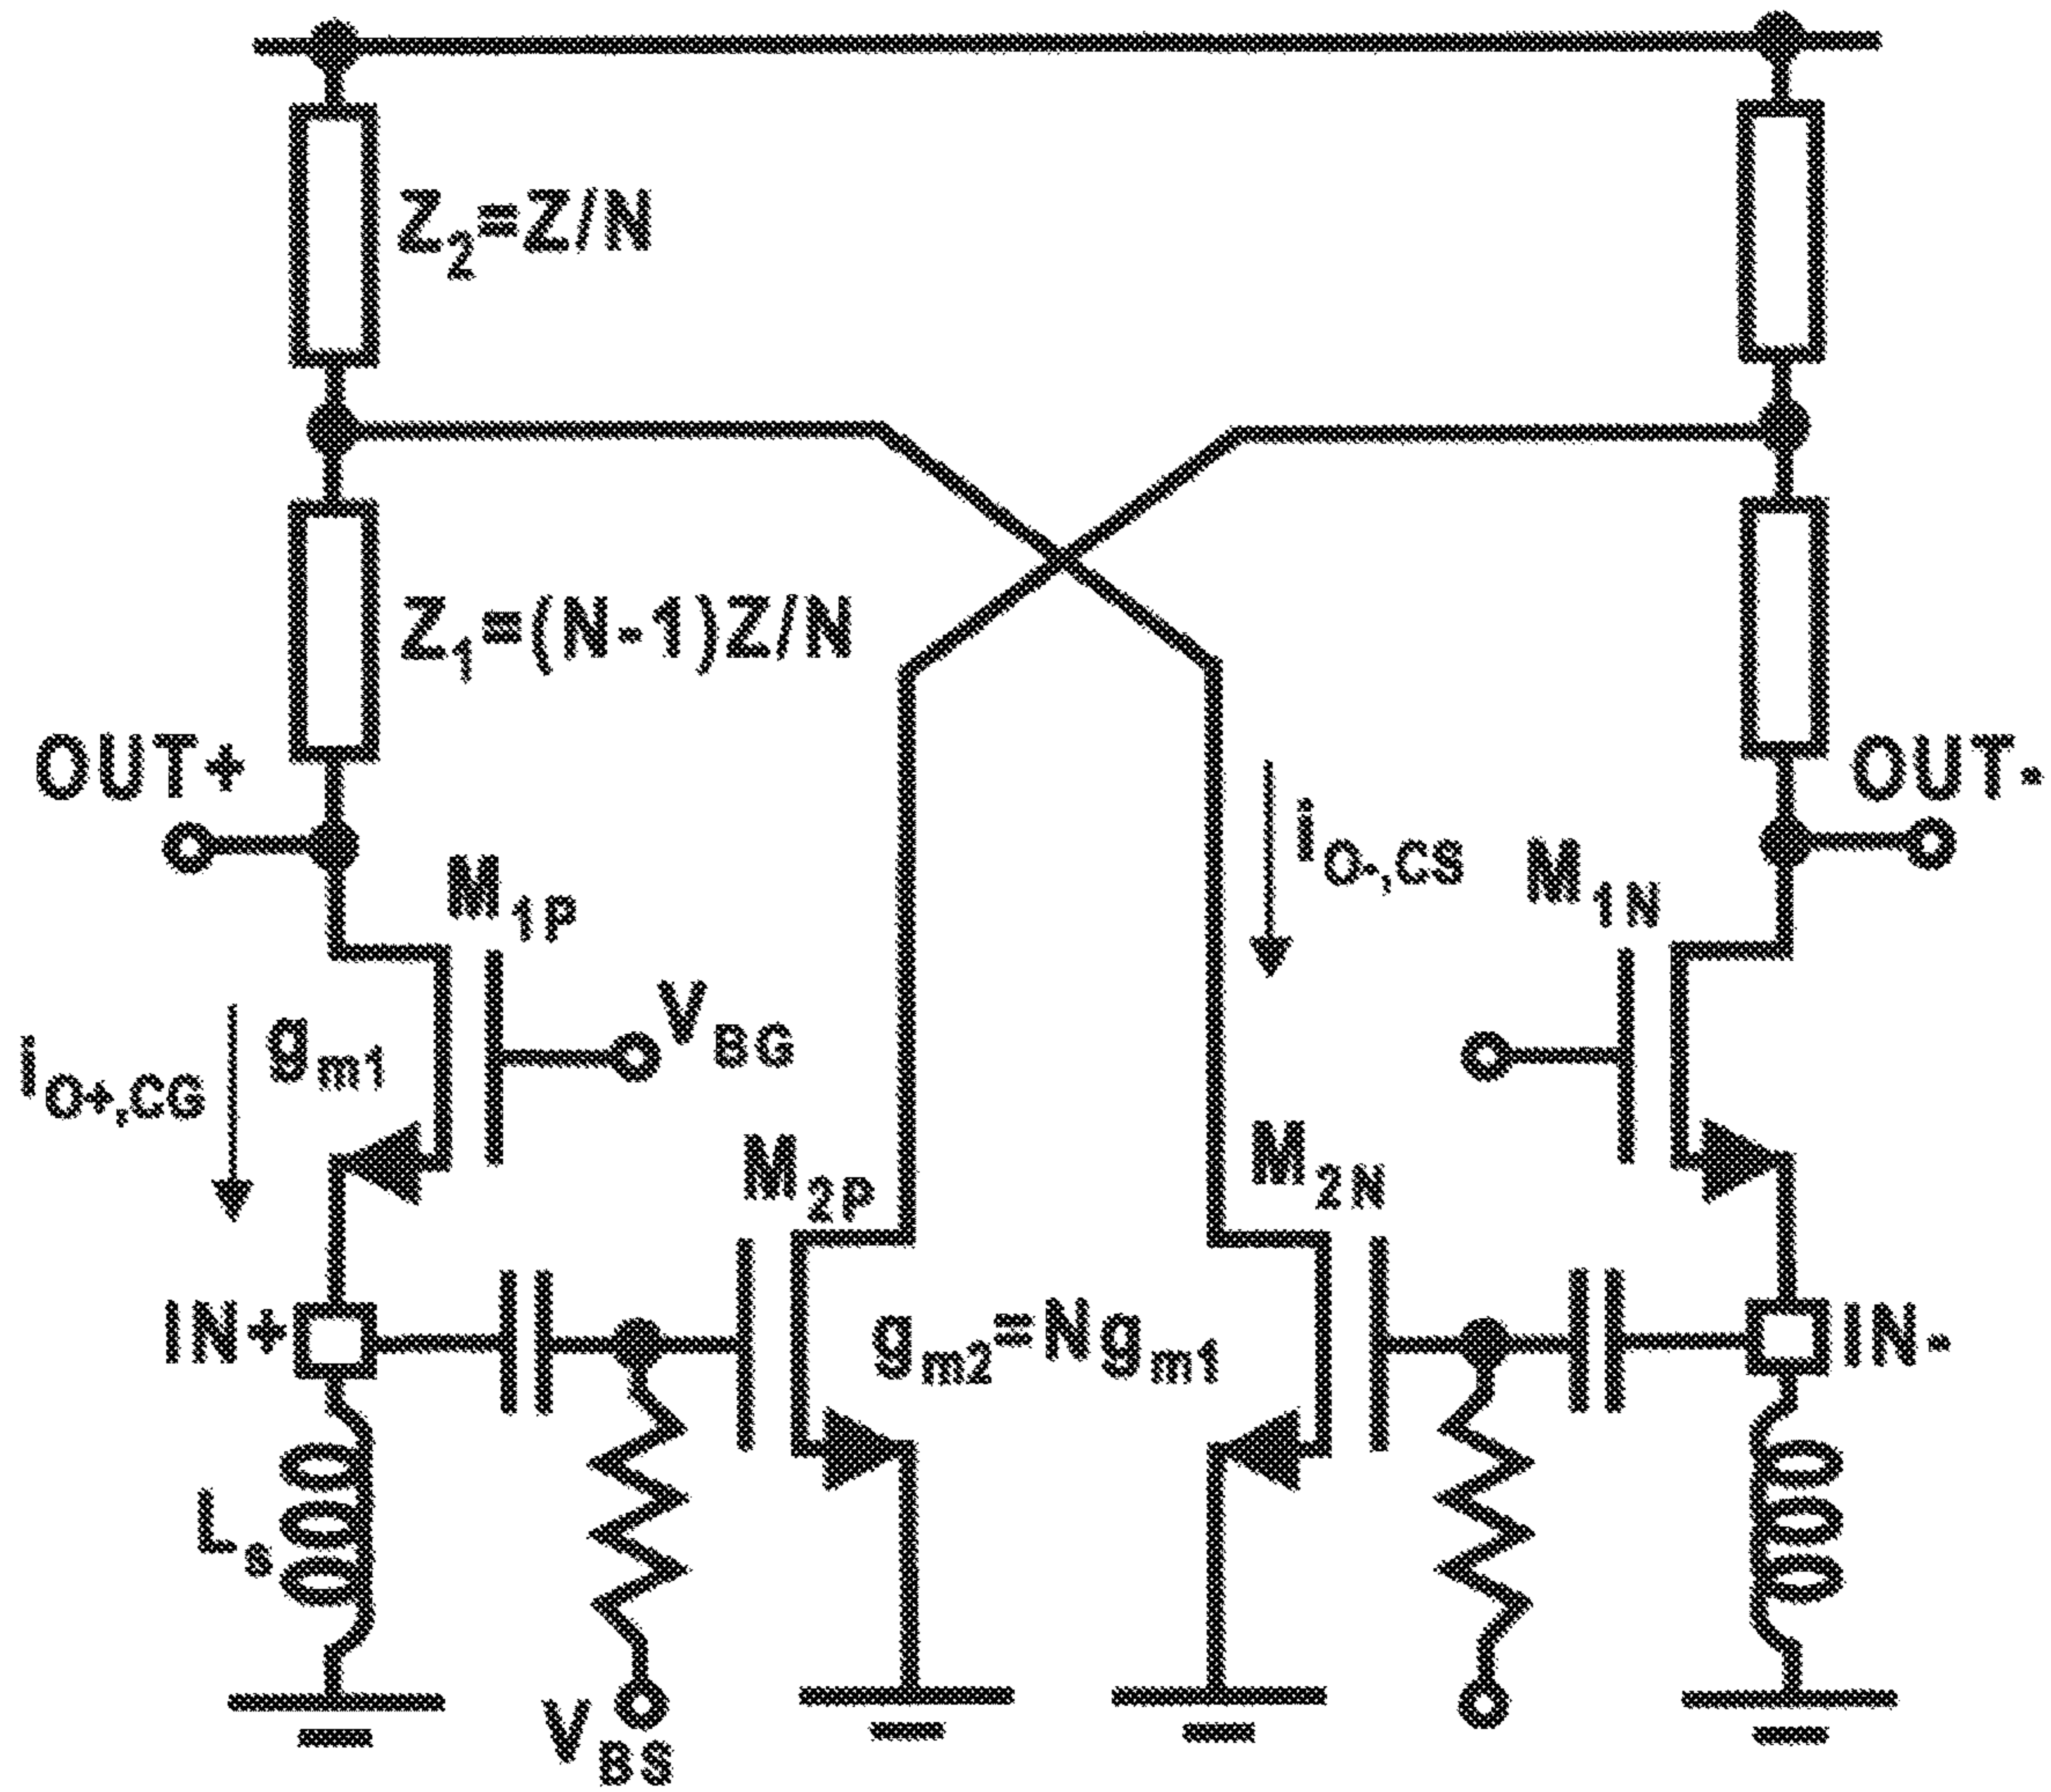 Z2=Z/N
Z1=(N-1)Z/N
OUT+
OUT-
M1P
M1N
iO-,CS
gm1
VBG
iO+,CG
M2P
M2N
IN+
gm2=Ngm1
IN-
Ls
VBS